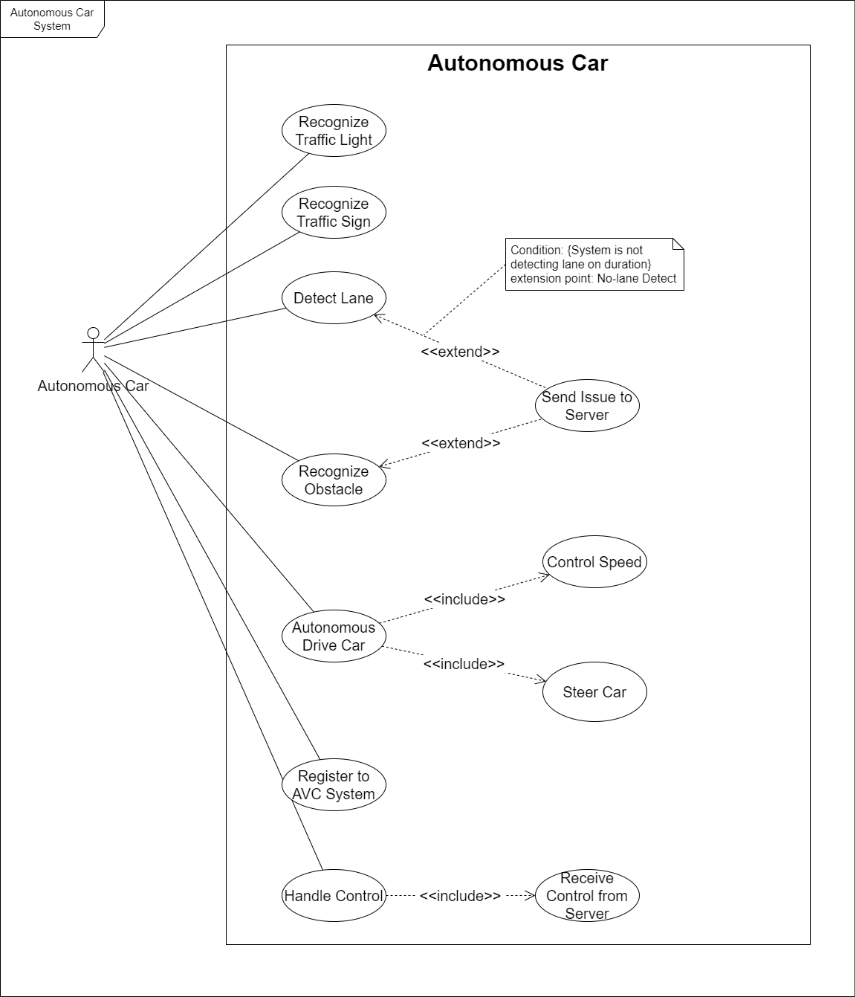 Autonomous Car
System
Autonomous Car
Recognize
Traffic Light
Recognize
Traffic Sign
Condition: {System is not
detecting lane on duration}
extension point: No-lane Detect
Detect Lane
<<extend>>
Autonomous Car
Send Issue to
Server
<<extend>>
Recognize
Obstacle
Control Speed
<<include>>
Autonomous
Drive Car
<<include>>
Steer Car
Register to
AVC System
Handle Control
<<include>>
Receive
Control from
Server